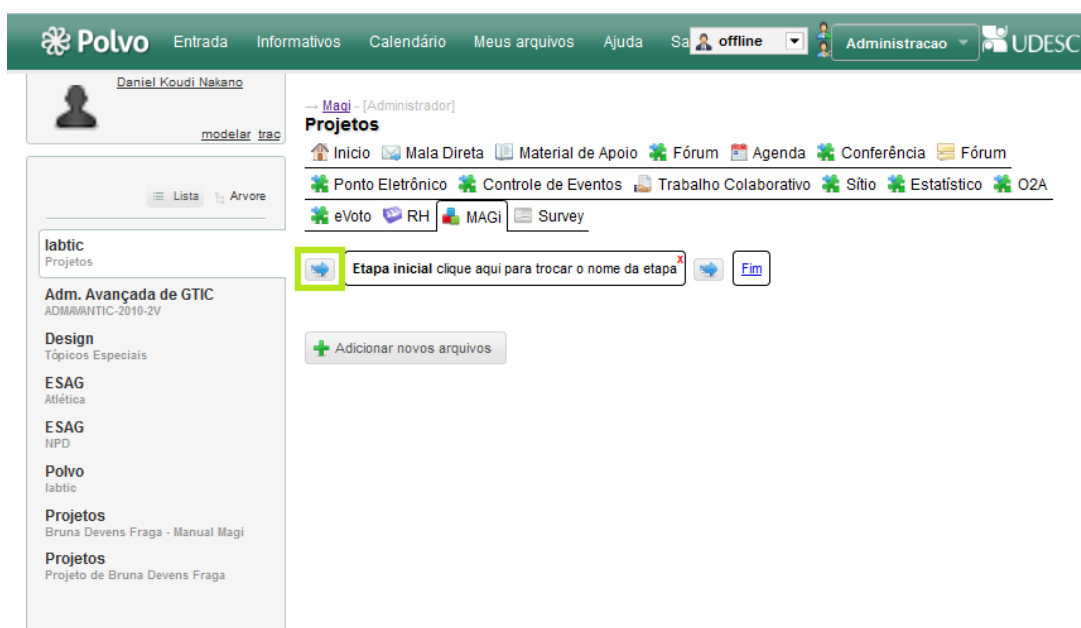 Polvo Entrada Informativos Calendário Meus arquivos Ajuda Sa offline Administracao UDESC
Daniel Koudi Nakano
modelar trac
Lista Arvore
labtic
Projetos
Adm. Avançada de GTIC
ADMAVANTIC-2010-2V
Design
Tópicos Especiais
ESAG
Atlética
ESAG
NPD
Polvo
labtic
Projetos
Bruna Devens Fraga - Manual Magi
Projetos
Projeto de Bruna Devens Fraga
→ Magi - [Administrador]
Projetos
Inicio Mala Direta Material de Apoio Fórum Agenda Conferência Fórum
Ponto Eletrônico Controle de Eventos Trabalho Colaborativo Sítio Estatístico O2A
eVoto RH MAGi Survey
Etapa inicial clique aqui para trocar o nome da etapa x Fim
Adicionar novos arquivos